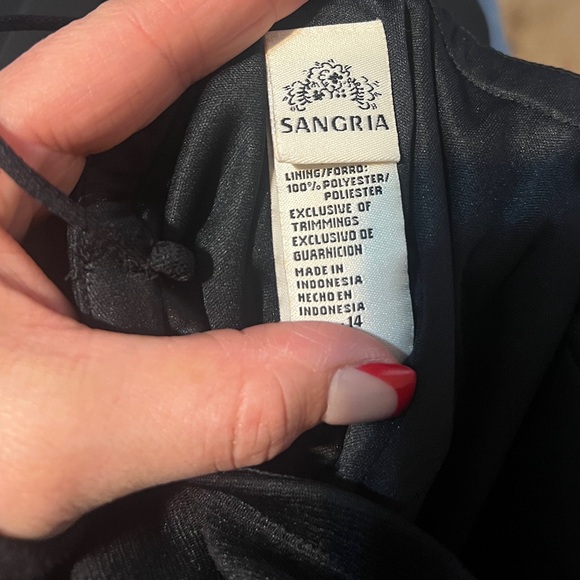 SANGRIA
LINING/FORRO:
100% POLYESTER/
POLIESTER
EXCLUSIVE OF
TRIMMINGS
EXCLUSIVO DE
GUARNICION
MADE IN
INDONESIA
HECHO EN
INDONESIA
14